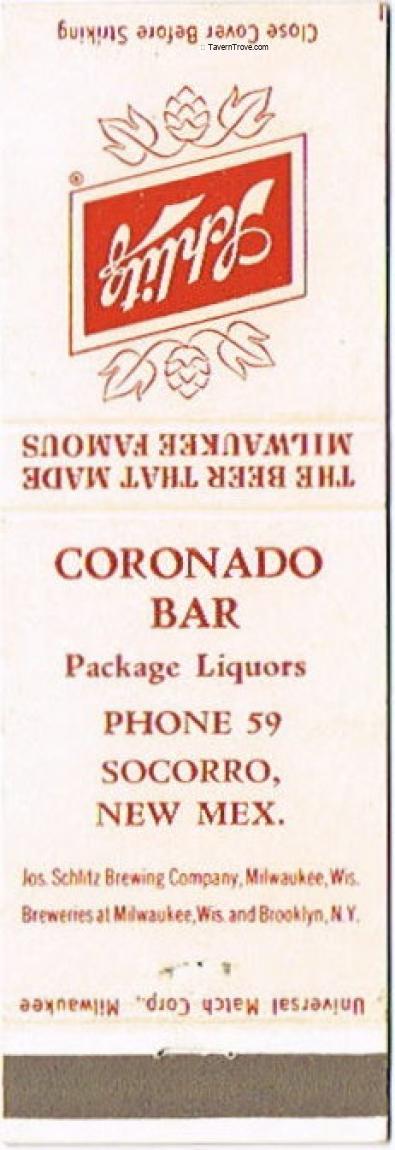 Close Cover Before Striking
:: TavernTrove.com
Schlitz
®
THE BEER THAT MADE
MILWAUKEE FAMOUS
CORONADO
BAR
Package Liquors
PHONE 59
SOCORRO,
NEW MEX.
Jos. Schlitz Brewing Company, Milwaukee, Wis.
Breweries at Milwaukee, Wis. and Brooklyn, N.Y.
Universal Match Corp., Milwaukee